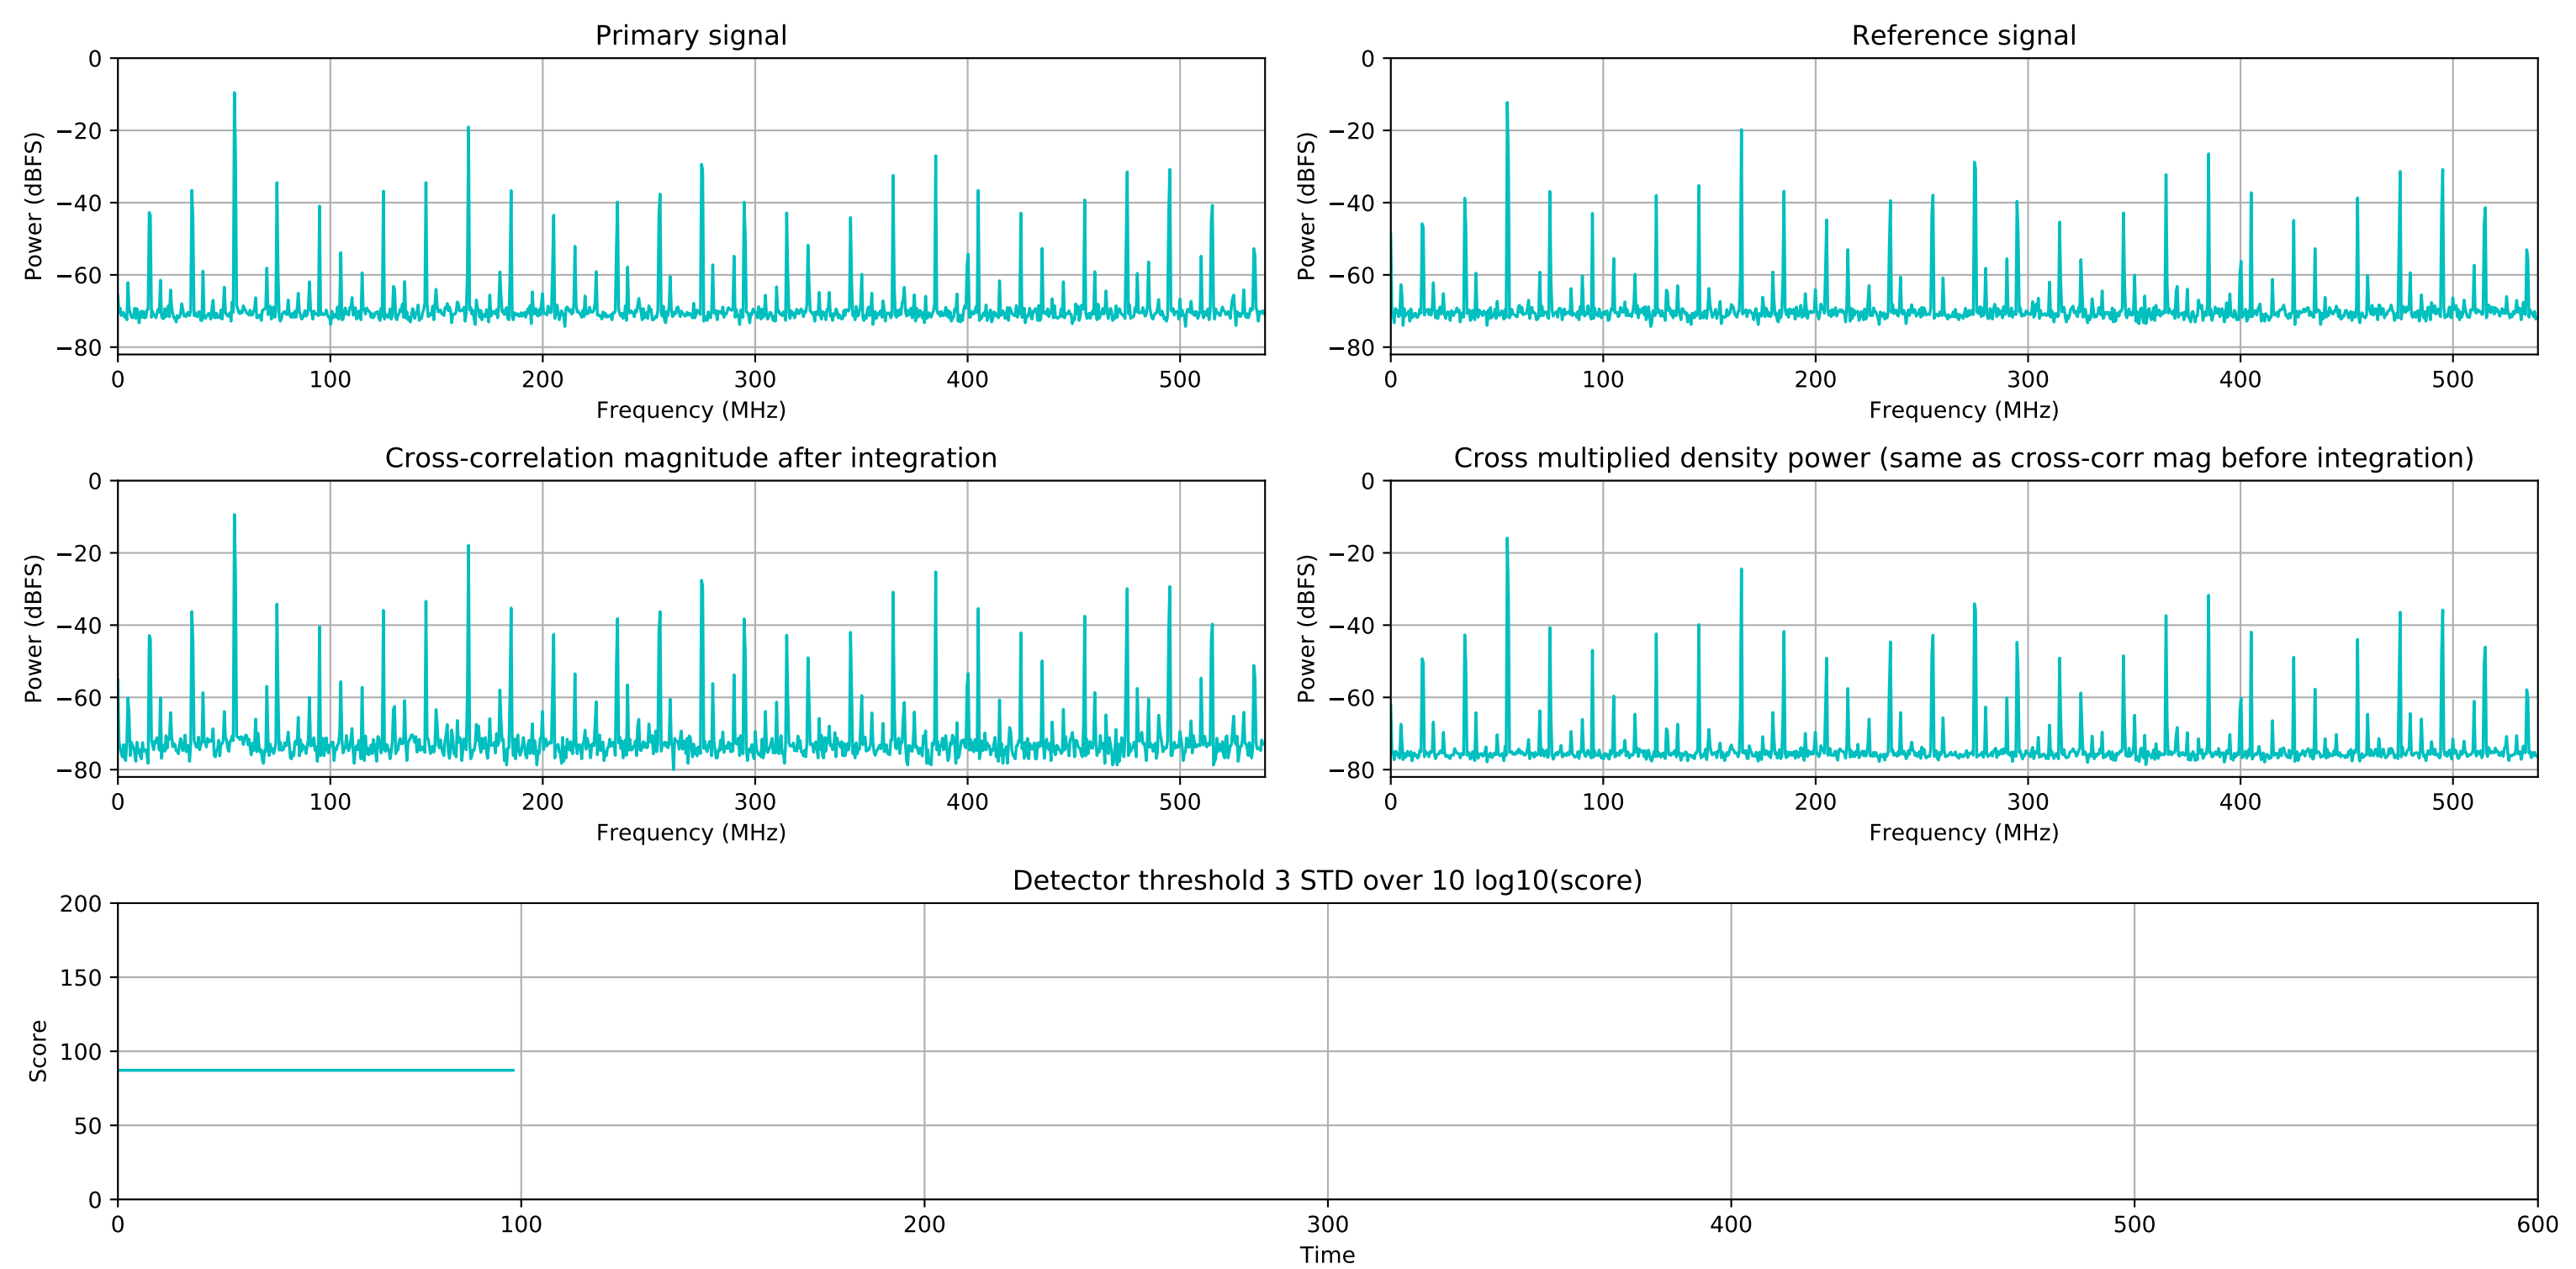 Primary signal
0
−20
−40
−60
−80
Power (dBFS)
0 100 200 300 400 500
Frequency (MHz)
Reference signal
0
−20
−40
−60
−80
Power (dBFS)
0 100 200 300 400 500
Frequency (MHz)
Cross-correlation magnitude after integration
0
−20
−40
−60
−80
Power (dBFS)
0 100 200 300 400 500
Frequency (MHz)
Cross multiplied density power (same as cross-corr mag before integration)
0
−20
−40
−60
−80
Power (dBFS)
0 100 200 300 400 500
Frequency (MHz)
Detector threshold 3 STD over 10 log10(score)
200
150
100
50
0
Score
0 100 200 300 400 500 600
Time